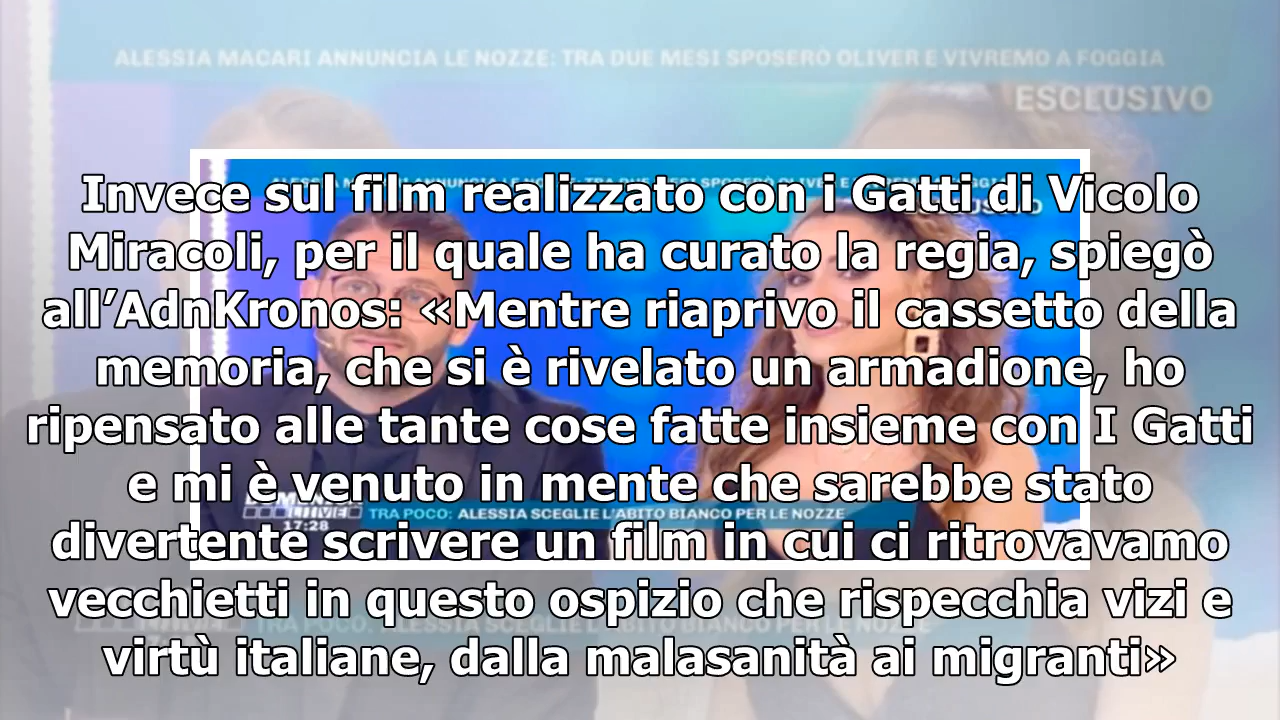 ALESSIA MACARI ANNUNCIA LE NOZZE: TRA DUE MESI SPOSERÒ OLIVER E VIVREMO A FOGGIA
ESCLUSIVO
Invece sul film realizzato con i Gatti di Vicolo
Miracoli, per il quale ha curato la regia, spiegò
all’AdnKronos: «Mentre riaprivo il cassetto della
memoria, che si è rivelato un armadione, ho
ripensato alle tante cose fatte insieme con I Gatti
e mi è venuto in mente che sarebbe stato
divertente scrivere un film in cui ci ritrovavamo
vecchietti in questo ospizio che rispecchia vizi e
virtù italiane, dalla malasanità ai migranti»
LIVE
17:28
TRA POCO: ALESSIA SCEGLIE L'ABITO BIANCO PER LE NOZZE